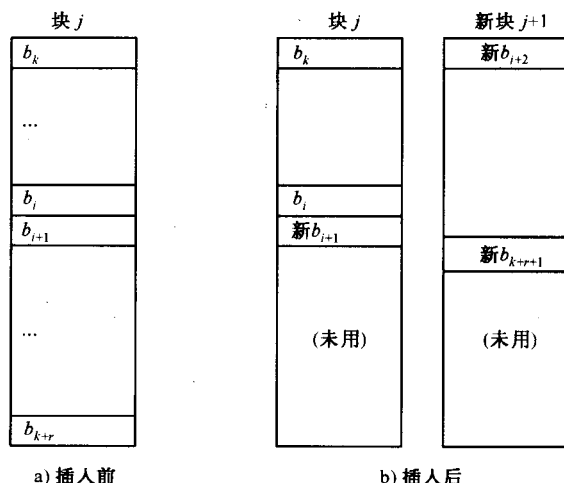 块 j
块 j
新块 j+1
b_k
b_k
新b_{i+2}
...
b_i
b_i
b_{i+1}
新b_{i+1}
新b_{k+r+1}
...
(未用)
(未用)
b_{k+r}
a) 插入前
b) 插入后